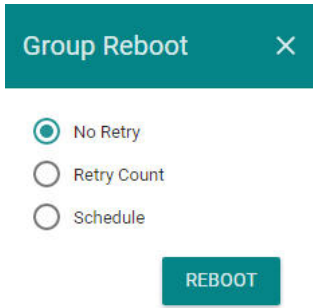 Group Reboot
No Retry
Retry Count
Schedule
REBOOT